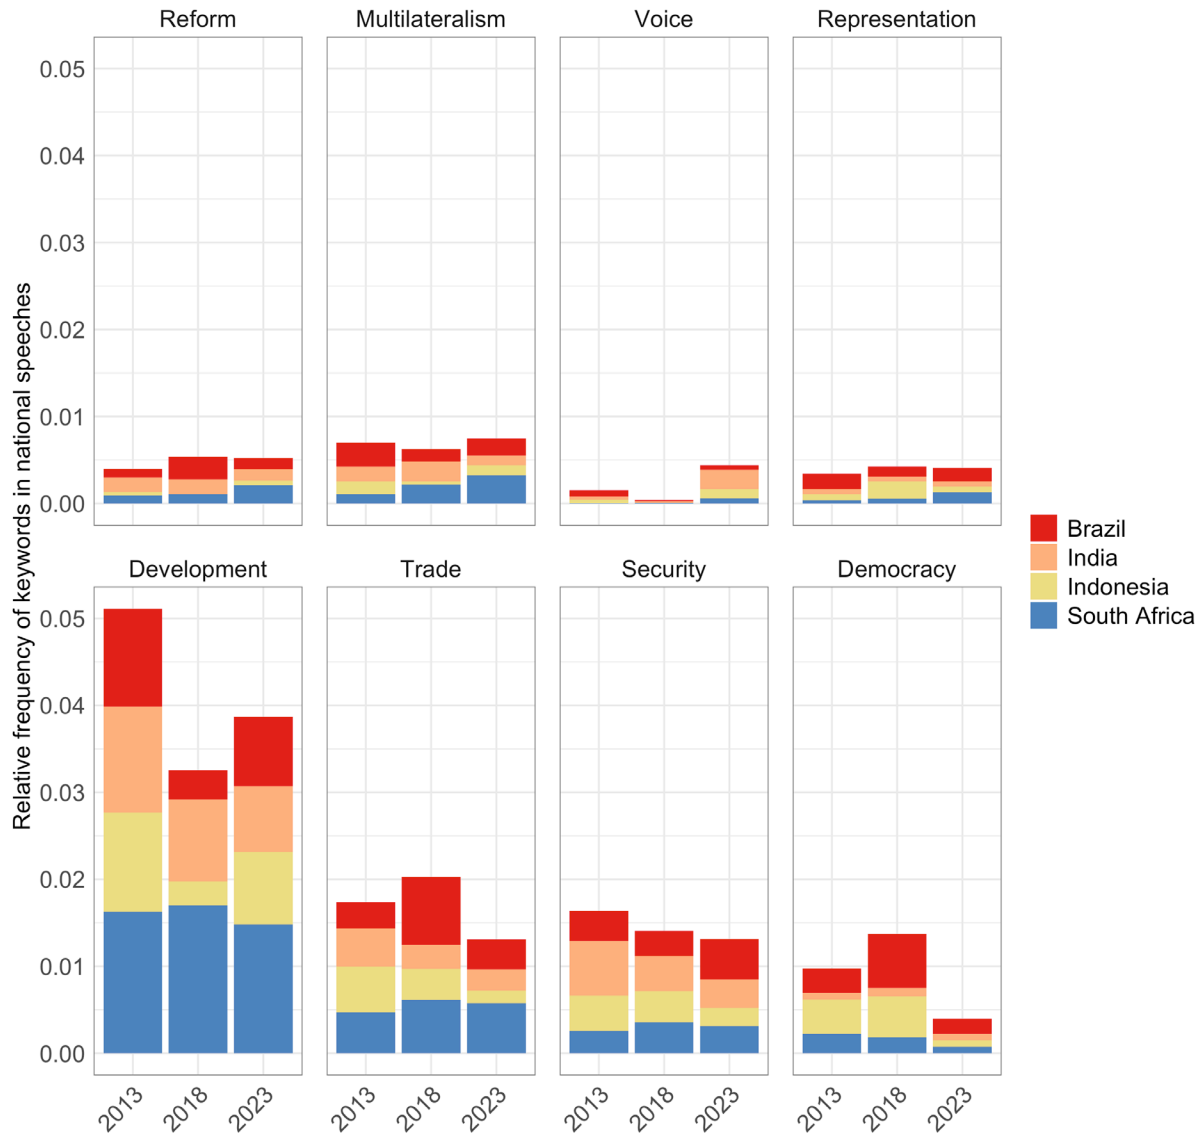 Reform Multilateralism Voice Representation
0.05
0.04
0.03
0.02
0.01
0.00
Relative frequency of keywords in national speeches
Brazil
India
Indonesia
South Africa
Development Trade Security Democracy
0.05
0.04
0.03
0.02
0.01
0.00
2013 2018 2023 2013 2018 2023 2013 2018 2023 2013 2018 2023